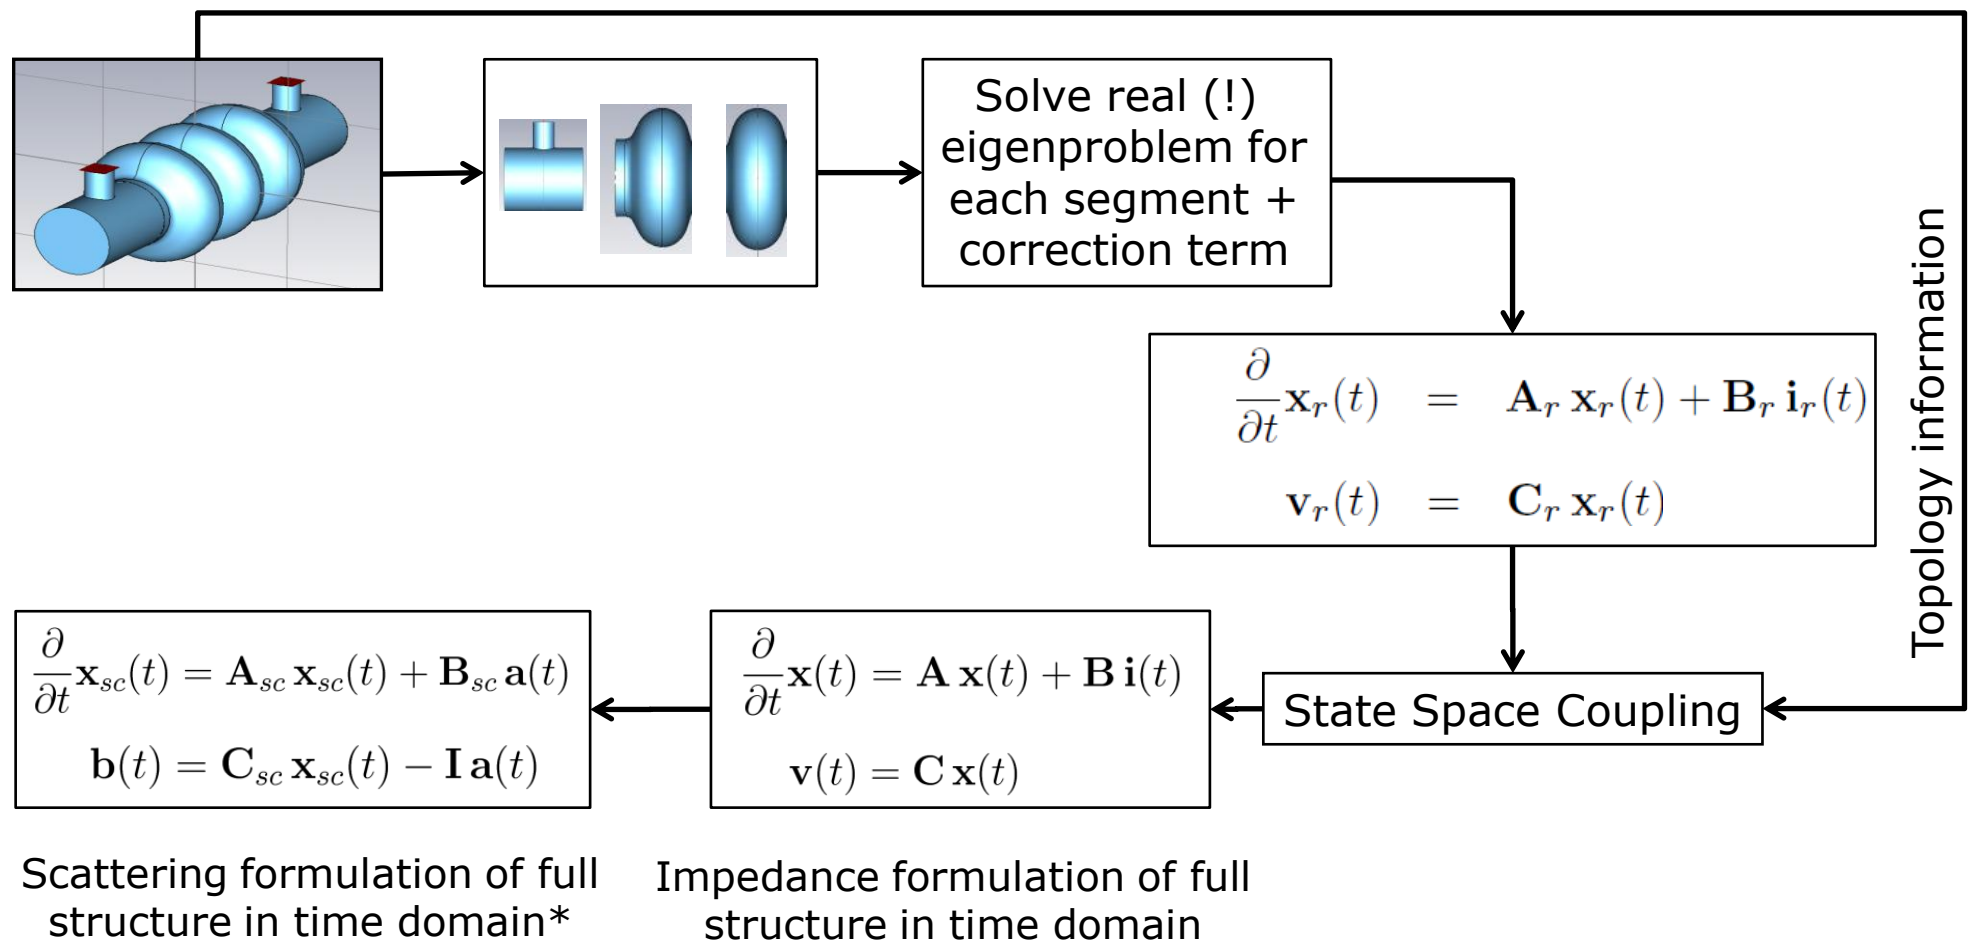 Solve real (!)
eigenproblem for
each segment +
correction term
Topology information
∂/∂t x_r(t) = A_r x_r(t) + B_r i_r(t)
v_r(t) = C_r x_r(t)
State Space Coupling
∂/∂t x(t) = A x(t) + B i(t)
v(t) = C x(t)
∂/∂t x_sc(t) = A_sc x_sc(t) + B_sc a(t)
b(t) = C_sc x_sc(t) − I a(t)
Scattering formulation of full
structure in time domain*
Impedance formulation of full
structure in time domain